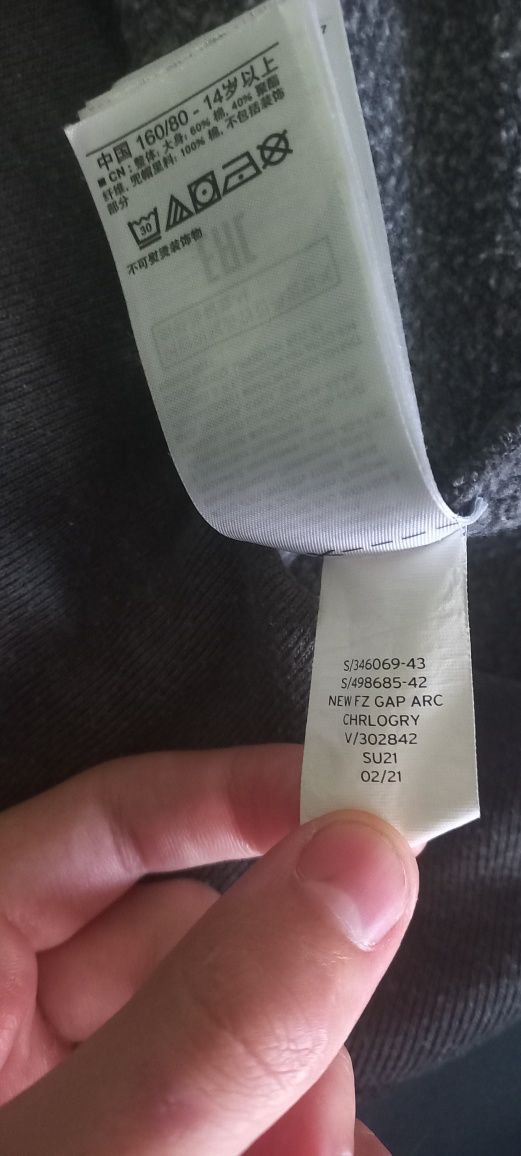 中国 160/80 - 14岁以上
■ CN: 整体, 大身: 60% 棉, 40% 聚酯
纤维, 兜帽里料: 100% 棉, 不包括装饰
部分
30
不可熨烫装饰物
S/346069-43
S/498685-42
NEW FZ GAP ARC
CHRLOGRY
V/302842
SU21
02/21